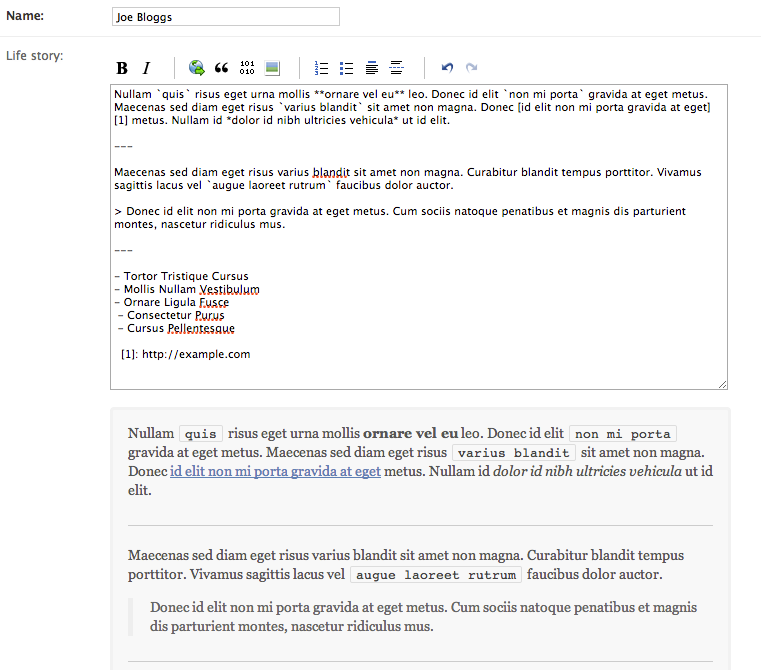 Name:
Joe Bloggs
Life story:
B I
101
010
Nullam `quis` risus eget urna mollis **ornare vel eu** leo. Donec id elit `non mi porta` gravida at eget metus.
Maecenas sed diam eget risus `varius blandit` sit amet non magna. Donec [id elit non mi porta gravida at eget]
[1] metus. Nullam id *dolor id nibh ultricies vehicula* ut id elit.
---
Maecenas sed diam eget risus varius blandit sit amet non magna. Curabitur blandit tempus porttitor. Vivamus
sagittis lacus vel `augue laoreet rutrum` faucibus dolor auctor.
> Donec id elit non mi porta gravida at eget metus. Cum sociis natoque penatibus et magnis dis parturient
montes, nascetur ridiculus mus.
---
- Tortor Tristique Cursus
- Mollis Nullam Vestibulum
- Ornare Ligula Fusce
- Consectetur Purus
- Cursus Pellentesque
[1]: http://example.com
Nullam quis risus eget urna mollis ornare vel eu leo. Donec id elit non mi porta
gravida at eget metus. Maecenas sed diam eget risus varius blandit sit amet non magna.
Donec id elit non mi porta gravida at eget metus. Nullam id dolor id nibh ultricies vehicula ut id
elit.
Maecenas sed diam eget risus varius blandit sit amet non magna. Curabitur blandit tempus
porttitor. Vivamus sagittis lacus vel augue laoreet rutrum faucibus dolor auctor.
Donec id elit non mi porta gravida at eget metus. Cum sociis natoque penatibus et magnis
dis parturient montes, nascetur ridiculus mus.